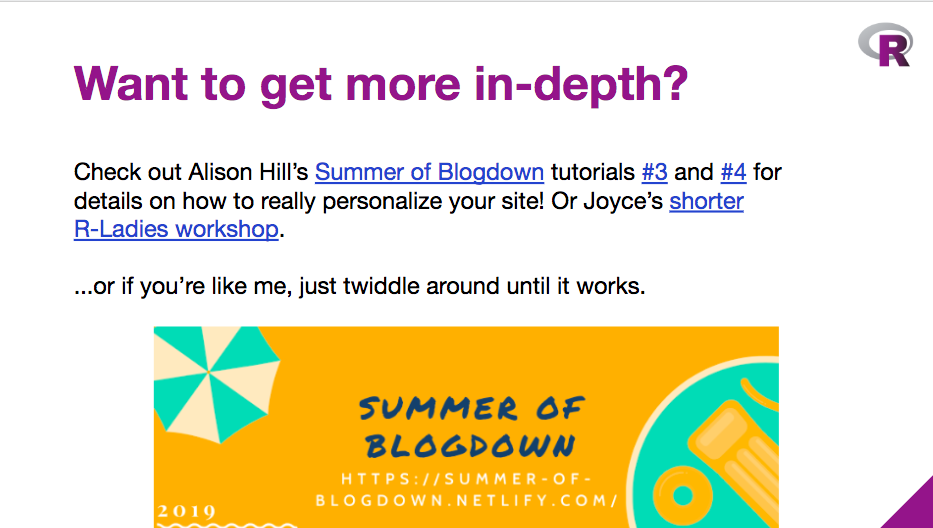 R
Want to get more in-depth?
Check out Alison Hill’s Summer of Blogdown tutorials #3 and #4 for
details on how to really personalize your site! Or Joyce’s shorter
R-Ladies workshop.
...or if you’re like me, just twiddle around until it works.
SUMMER OF
BLOGDOWN
HTTPS://SUMMER-OF-
BLOGDOWN.NETLIFY.COM/
2019